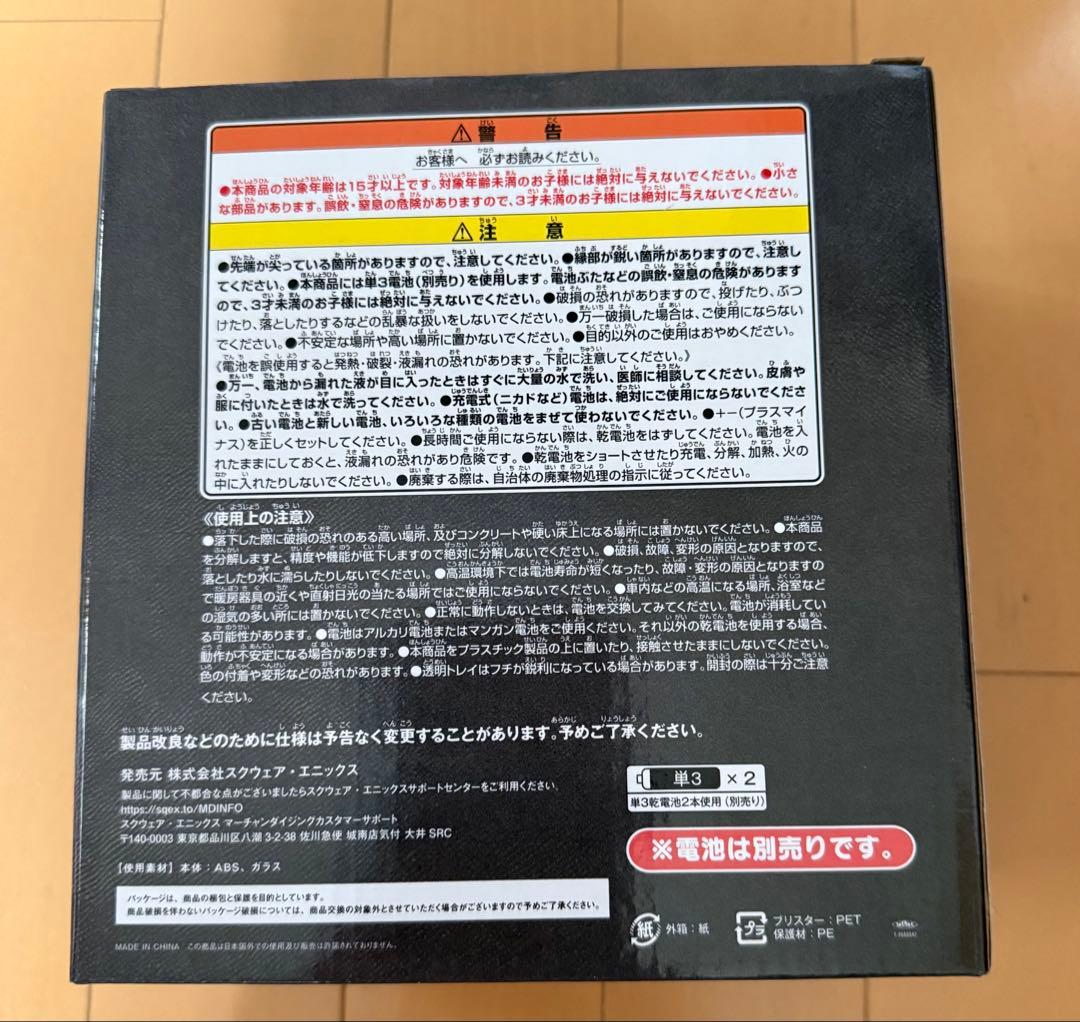 ⚠警告
お客様へ 必ずお読みください。
●本商品の対象年齢は15才以上です。対象年齢未満のお子様には絶対に与えないでください。●小さ
な部品があります。誤飲・窒息の危険がありますので、3才未満のお子様には絶対に与えないでください。
⚠注意
●先端が尖っている箇所がありますので、注意してください。●縁部が鋭い箇所がありますので、注意し
てください。●本商品には単3電池(別売り)を使用します。電池ぶたなどの誤飲・窒息の危険があります
ので、3才未満のお子様には絶対に与えないでください。●破損の恐れがありますので、投げたり、ぶつ
けたり、落としたりするなどの乱暴な扱いをしないでください。●万一破損した場合は、ご使用にならない
でください。●不安定な場所や高い場所に置かないでください。●目的以外のご使用はおやめください。
《電池を誤使用すると発熱・破裂・液漏れの恐れがあります。下記に注意してください。》
●万一、電池から漏れた液が目に入ったときはすぐに大量の水で洗い、医師に相談してください。皮膚や
服に付いたときは水で洗ってください。●充電式(ニカドなど)電池は、絶対にご使用にならないでくださ
い。●古い電池と新しい電池、いろいろな種類の電池をまぜて使わないでください。●+-(プラスマイ
ナス)を正しくセットしてください。●長時間ご使用にならない際は、乾電池をはずしてください。電池を入
れたままにしておくと、液漏れの恐れがあり危険です。●乾電池をショートさせたり充電、分解、加熱、火の
中に入れたりしないでください。●廃棄する際は、自治体の廃棄物処理の指示に従ってください。
《使用上の注意》
●落下した際に破損の恐れのある高い場所、及びコンクリートや硬い床上になる場所には置かないでください。●本商品
を分解しますと、精度や機能が低下しますので絶対に分解しないでください。●破損、故障、変形の原因となりますので、
落としたり水に濡らしたりしないでください。●高温環境下では電池寿命が短くなったり、故障・変形の原因となりますの
で暖房器具の近くや直射日光の当たる場所ではご使用にならないでください。●車内などの高温になる場所、浴室など
の湿気の多い所には置かないでください。●正常に動作しないときは、電池を交換してみてください。電池が消耗してい
る可能性があります。●電池はアルカリ電池またはマンガン電池をご使用ください。それ以外の乾電池を使用する場合、
動作が不安定になる場合があります。●本商品をプラスチック製品の上に置いたり、接触させたままにしないでください。
色の付着や変形などの恐れがあります。●透明トレイはフチが鋭利になっている場合があります。開封の際は十分ご注意
ください。
製品改良などのために仕様は予告なく変更することがあります。予めご了承ください。
発売元 株式会社スクウェア・エニックス
製品に関して不都合な点がございましたらスクウェア・エニックスサポートセンターをご利用ください。
https://sqex.to/MDINFO
スクウェア・エニックス マーチャンダイジングカスタマーサポート
〒140-0003 東京都品川区八潮 3-2-38 佐川急便 城南店気付 大井 SRC
【使用素材】本体:ABS、ガラス
パッケージは、商品の梱包と保護を目的としています。
商品破損を伴わないパッケージ破損については、商品交換の対象外とさせていただく場合がございますので予めご了承ください。
MADE IN CHINA この商品は日本国外での使用及び販売は許諾されておりません。
単3 ×2
単3乾電池2本使用(別売り)
※電池は別売りです。
紙 外箱:紙
プラ ブリスター:PET
保護材:PE